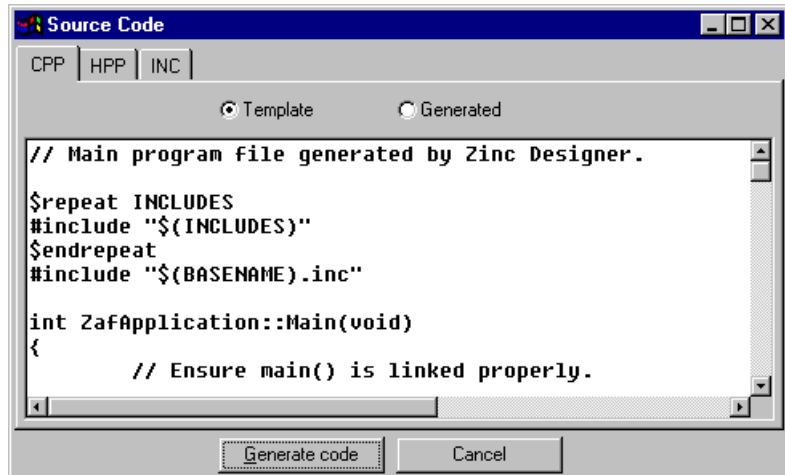 Source Code
CPP HPP INC
Template Generated
// Main program file generated by Zinc Designer.
$repeat INCLUDES
#include "$(INCLUDES)"
$endrepeat
#include "$(BASENAME).inc"
int ZafApplication::Main(void)
{
// Ensure main() is linked properly.
Generate code Cancel